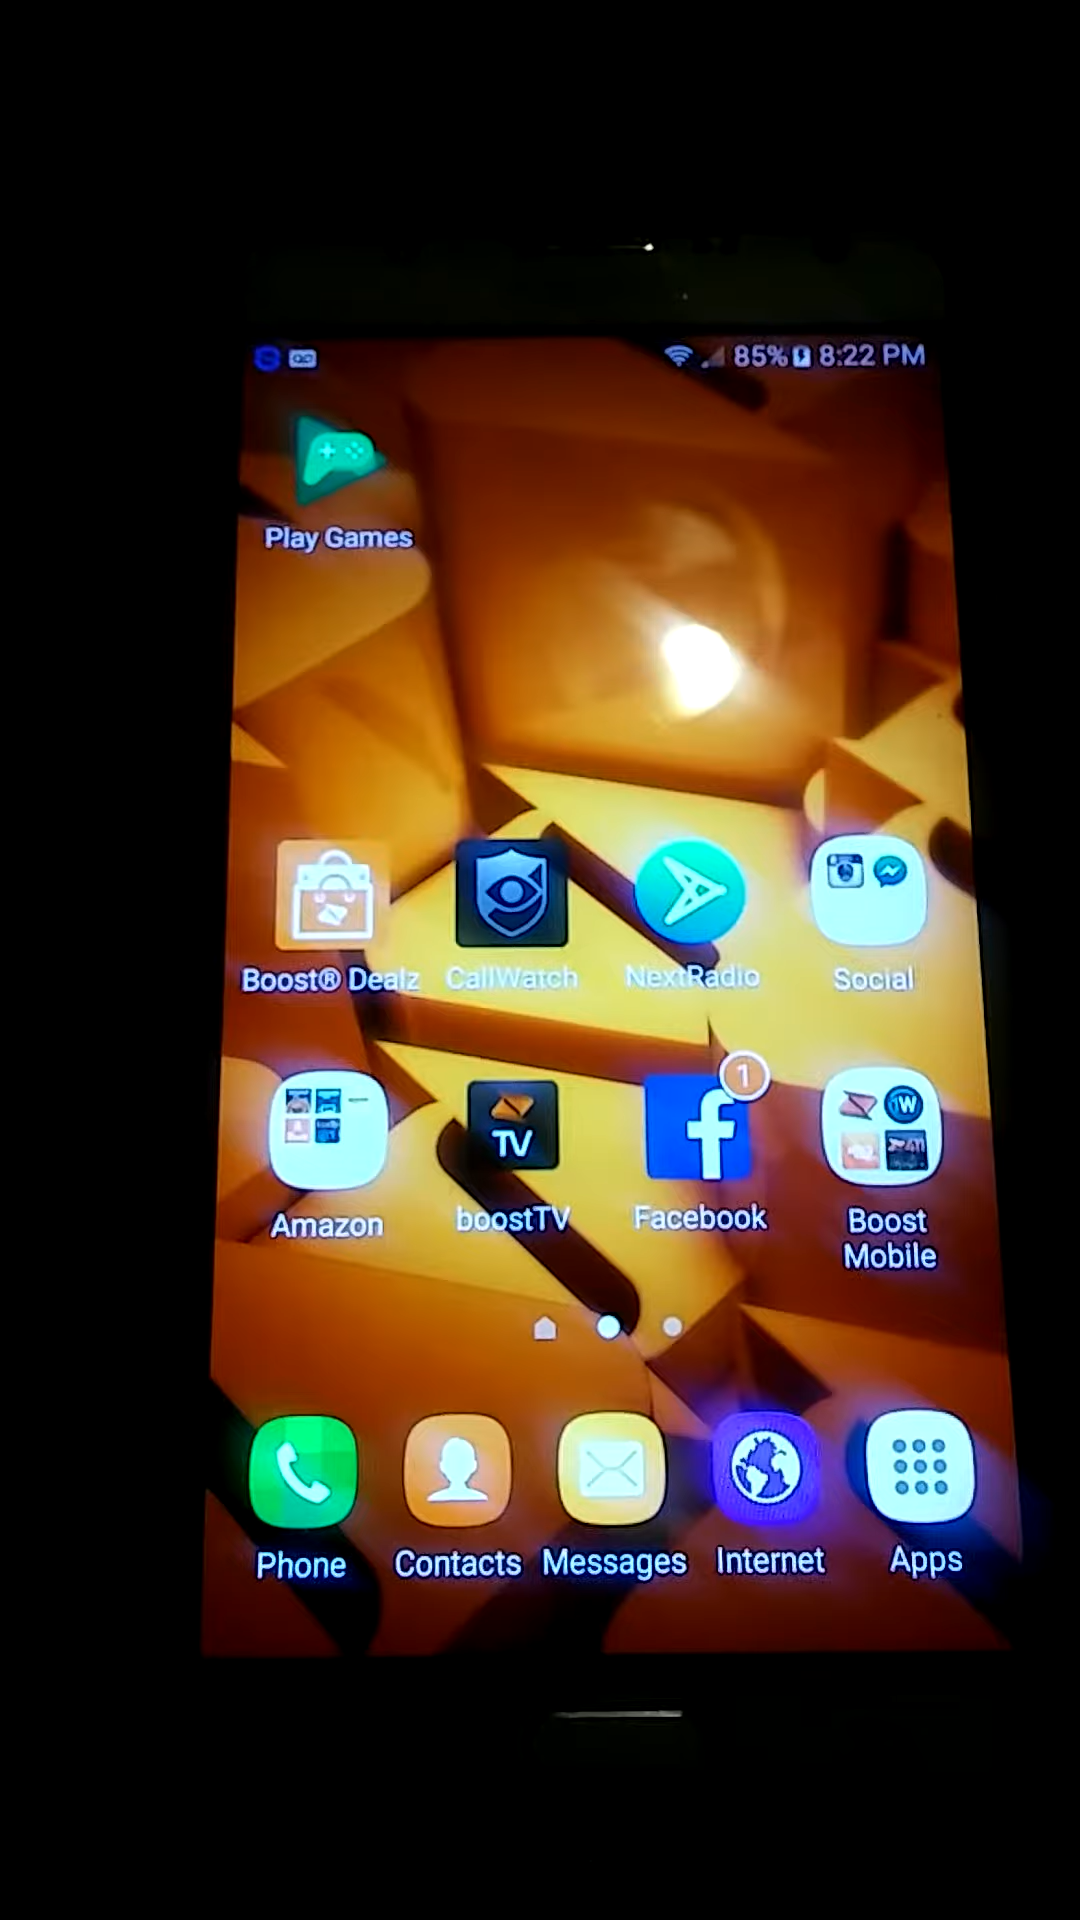 85% 8:22 PM
Play Games
Boost® Dealz CallWatch NextRadio Social
1
TV
W
Amazon boostTV Facebook Boost Mobile
Phone Contacts Messages Internet Apps